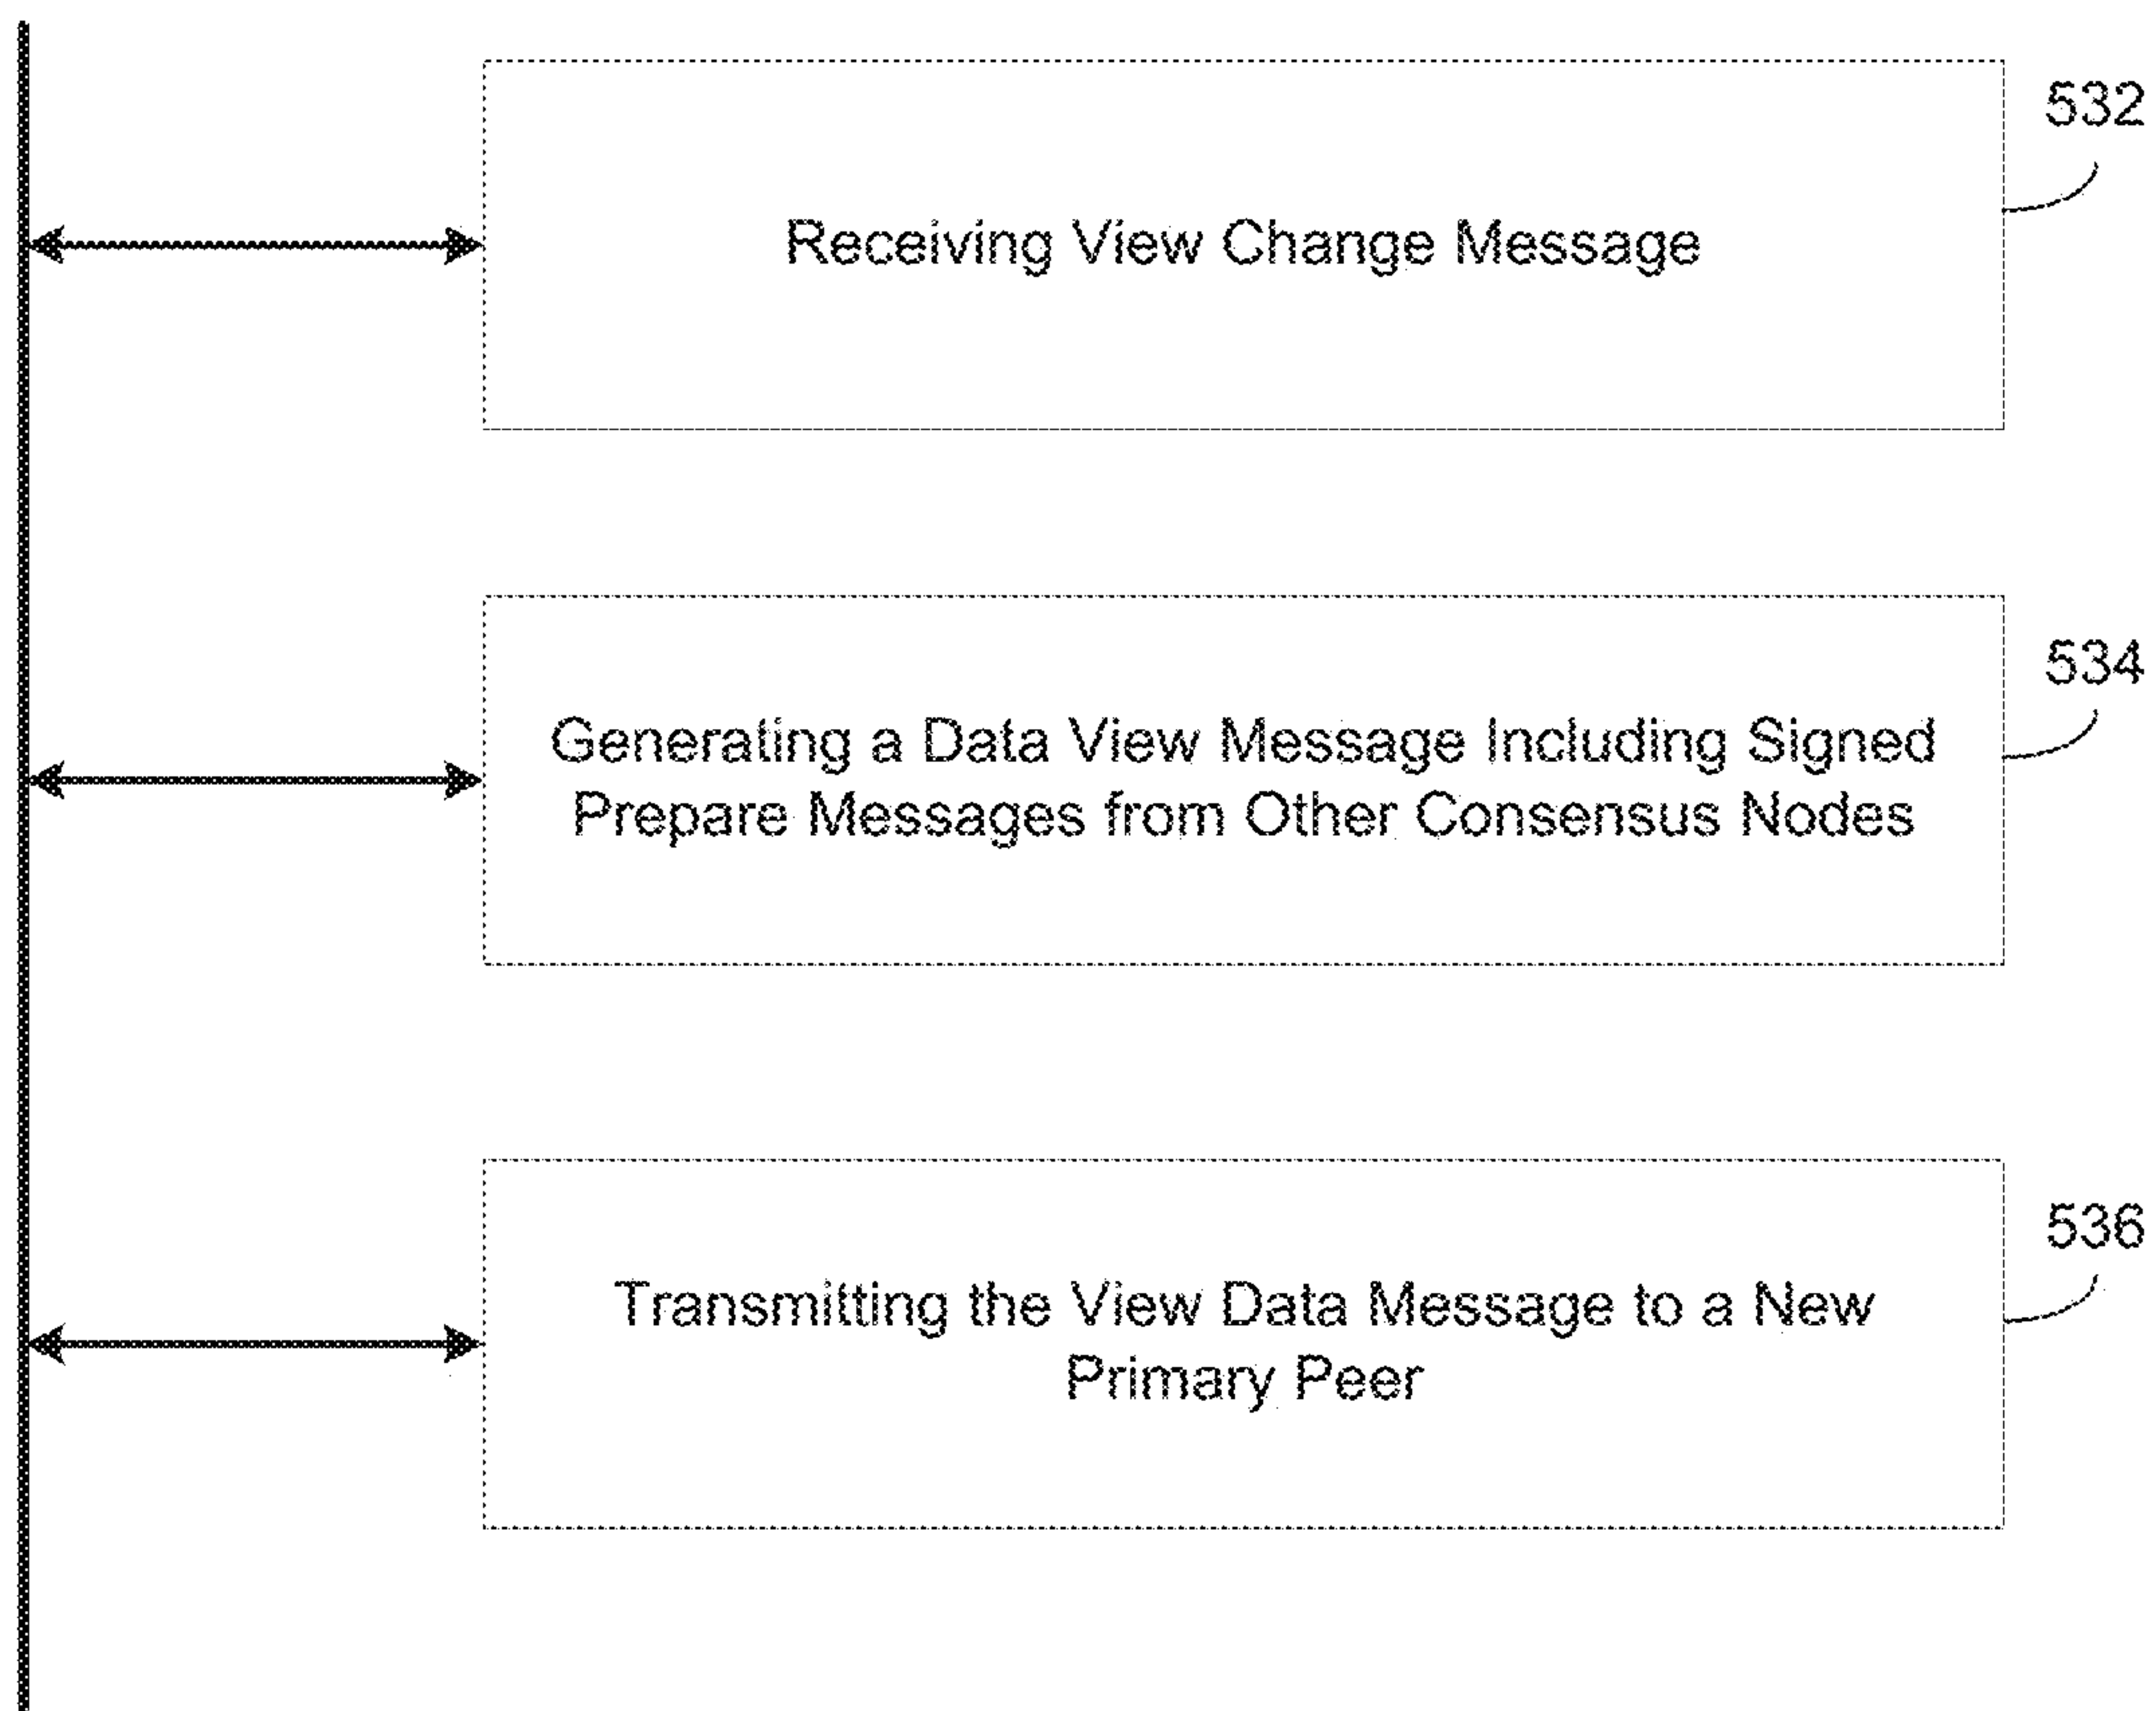 532
Receiving View Change Message
534
Generating a Data View Message Including Signed
Prepare Messages from Other Consensus Nodes
536
Transmitting the View Data Message to a New
Primary Peer